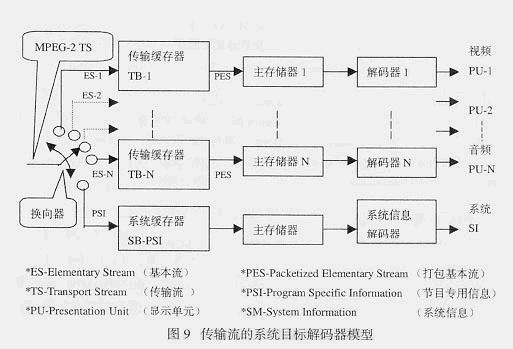 MPEG-2 TS
ES-1
传输缓存器
TB-1
PES
主存储器 1
解码器 1
视频
PU-1
ES-2
PU-2
音频
ES-N
传输缓存器
TB-N
PES
主存储器 N
解码器 N
PU-N
换向器
PSI
系统缓存器
SB-PSI
主存储器
系统信息
解码器
系统
SI
*ES-Elementary Stream （基本流）
*PES-Packetized Elementary Stream（打包基本流）
*TS-Transport Stream （传输流 ）
*PSI-Program Specific Information（节目专用信息）
*PU-Presentation Unit（显示单元）
*SM-System Information （系统信息）
图 9 传输流的系统目标解码器模型